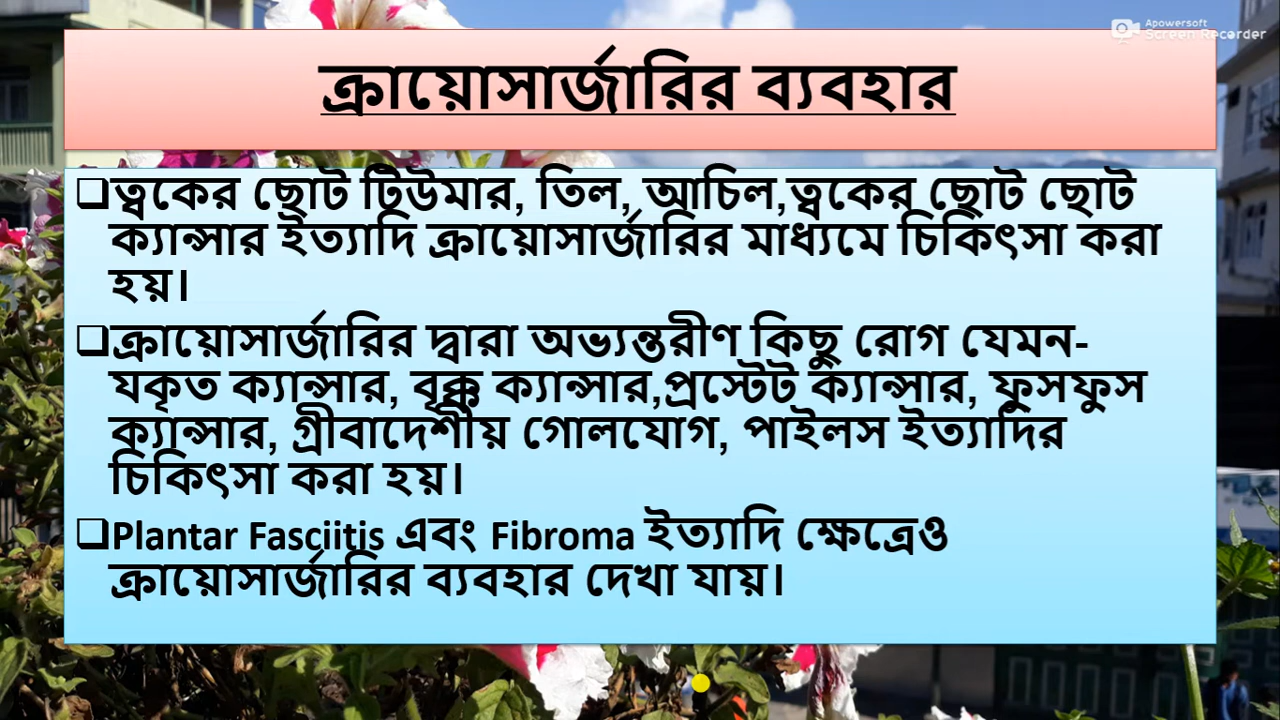 Apowersoft
Screen Recorder
ক্রায়োসার্জারির ব্যবহার
❑ত্বকের ছোট টিউমার, তিল, আচিল,ত্বকের ছোট ছোট
ক্যান্সার ইত্যাদি ক্রায়োসার্জারির মাধ্যমে চিকিৎসা করা
হয়।
❑ক্রায়োসার্জারির দ্বারা অভ্যন্তরীণ কিছু রোগ যেমন-
যকৃত ক্যান্সার, বৃক্ক ক্যান্সার,প্রস্টেট ক্যান্সার, ফুসফুস
ক্যান্সার, গ্রীবাদেশীয় গোলযোগ, পাইলস ইত্যাদির
চিকিৎসা করা হয়।
❑Plantar Fasciitis এবং Fibroma ইত্যাদি ক্ষেত্রেও
ক্রায়োসার্জারির ব্যবহার দেখা যায়।